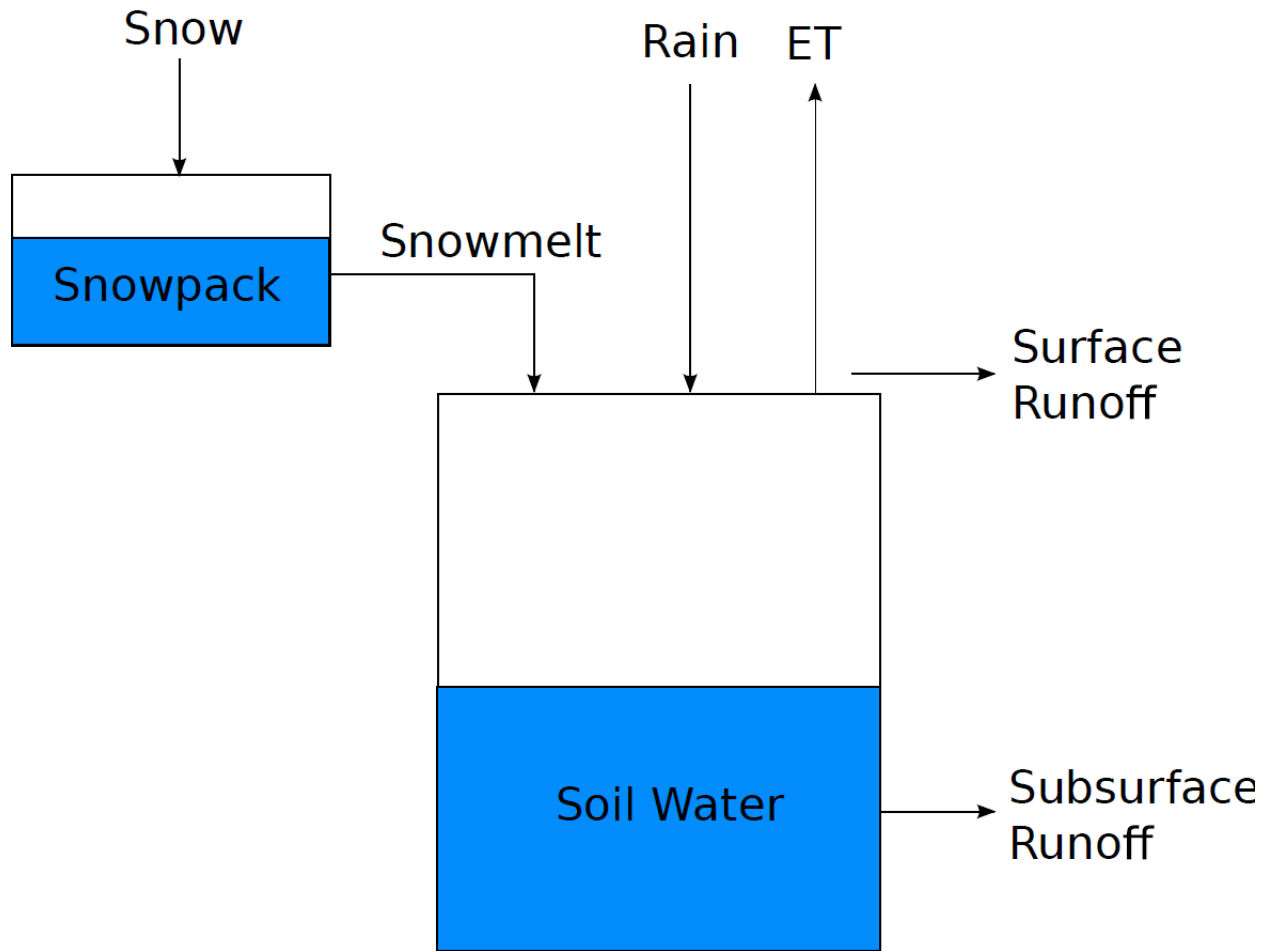 Snow
Rain
ET
Snowmelt
Snowpack
Surface
Runoff
Soil Water
Subsurface
Runoff